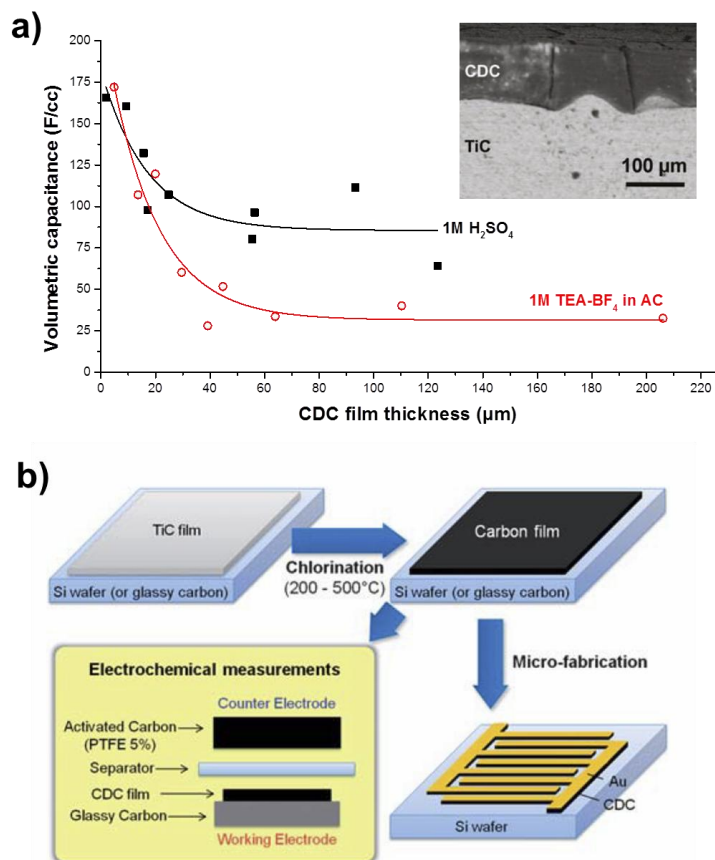 a)
Volumetric capacitance (F/cc)
200
175
150
125
100
75
50
25
0
0 20 40 60 80 100 120 140 160 180 200 220
CDC film thickness (µm)
1M H₂SO₄
1M TEA-BF₄ in AC
CDC
TiC
100 µm
b)
TiC film
Si wafer (or glassy carbon)
Chlorination
(200 - 500°C)
Carbon film
Si wafer (or glassy carbon)
Electrochemical measurements
Counter Electrode
Activated Carbon
(PTFE 5%)
Separator
CDC film
Glassy Carbon
Working Electrode
Micro-fabrication
Au
CDC
Si wafer